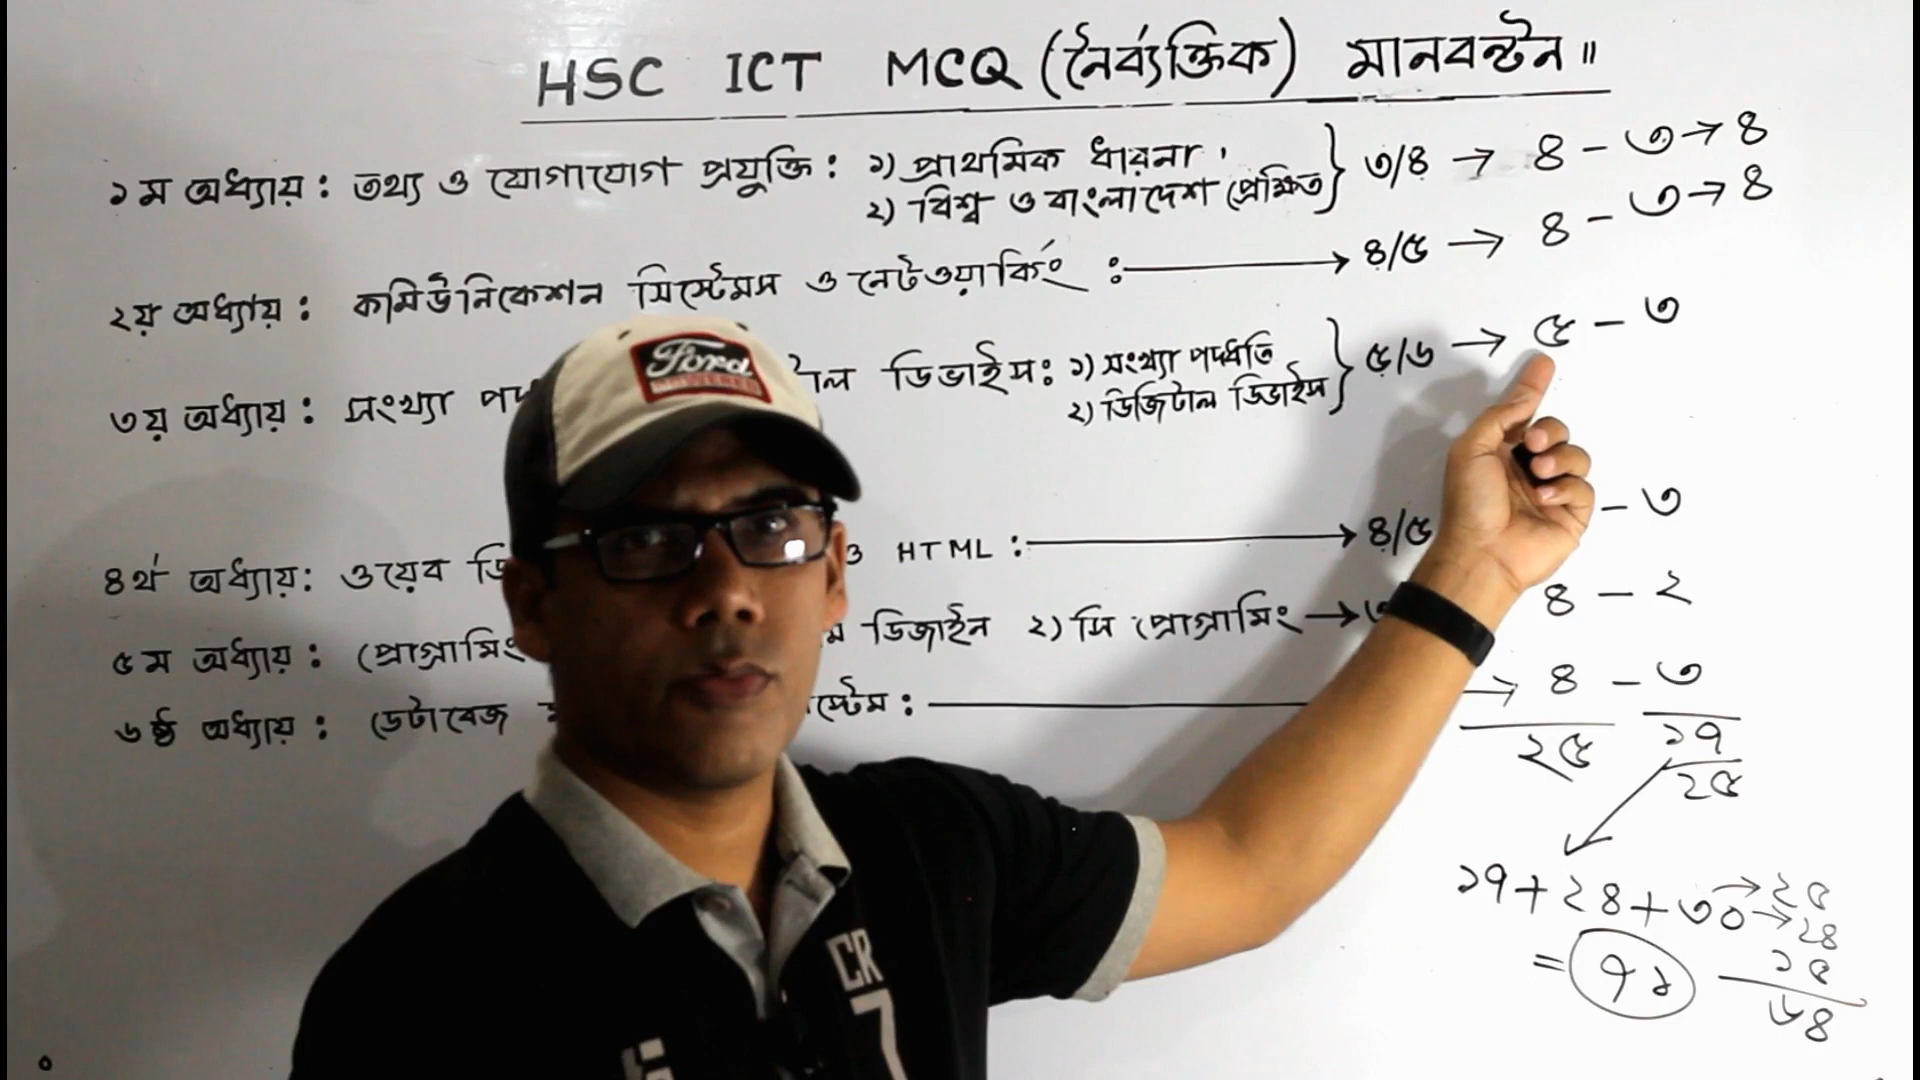 HSC ICT MCQ (নৈর্ব্যক্তিক) মানবন্টন॥
১ম অধ্যায়: তথ্য ও যোগাযোগ প্রযুক্তি: ১) প্রাথমিক ধারনা, } ৩/৪ → ৪ - ৩ → ৪
২) বিশ্ব ও বাংলাদেশ প্রেক্ষিত
২য় অধ্যায়: কমিউনিকেশন সিস্টেমস ও নেটওয়ার্কিং : → ৪/৫ → ৪ - ৩ → ৪
৩য় অধ্যায়: সংখ্যা ডিভাইস: ১) সংখ্যা পদ্ধতি } ৫/৬ → ৫ - ৩
২) ডিজিটাল ডিভাইস
Ford
৪র্থ অধ্যায়: ওয়েব ও HTML : → ৪/৫ - ৩
৫ম অধ্যায়: প্রোগ্রামিং ডিজাইন ২) সি প্রোগ্রামিং → ৪ - ২
৬ষ্ঠ অধ্যায়: ডেটাবেজ : → ৪ - ৩
২৫ ১৭
২৫
১৭ + ২৪ + ৩০ → ২৫
→ ২৪
= ৭১ ১৫
৬৪
CR
7